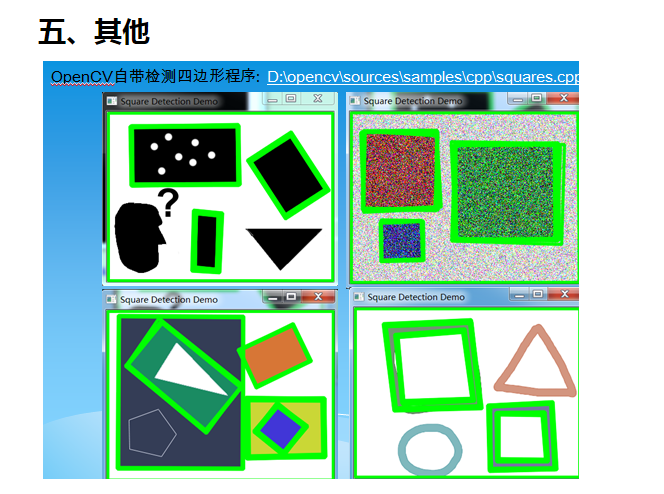 五、其他
OpenCV自带检测四边形程序: D:\opencv\sources\samples\cpp\squares.cpp
Square Detection Demo
Square Detection Demo
?
Square Detection Demo
Square Detection Demo